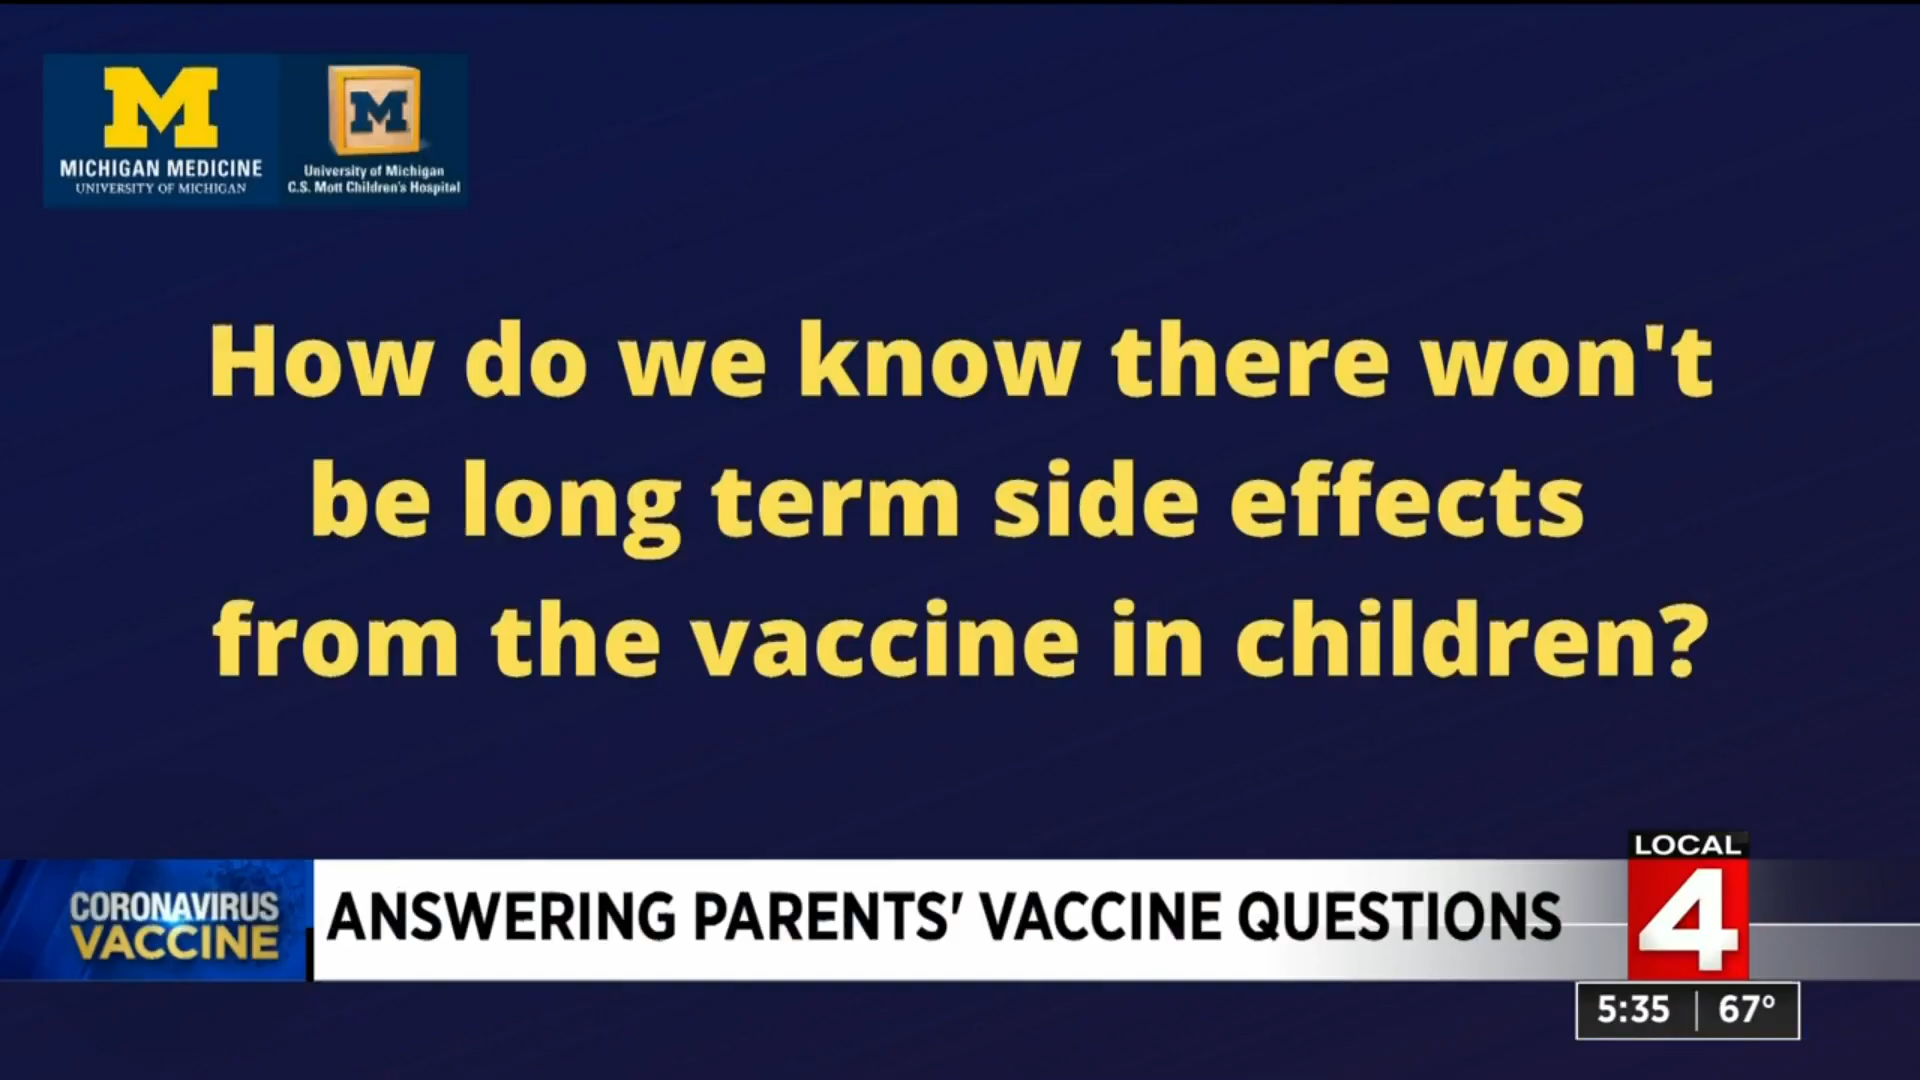 M
MICHIGAN MEDICINE
UNIVERSITY OF MICHIGAN
M
University of Michigan
C.S. Mott Children's Hospital
How do we know there won't
be long term side effects
from the vaccine in children?
CORONAVIRUS
VACCINE
ANSWERING PARENTS' VACCINE QUESTIONS
LOCAL
4
5:35 | 67°